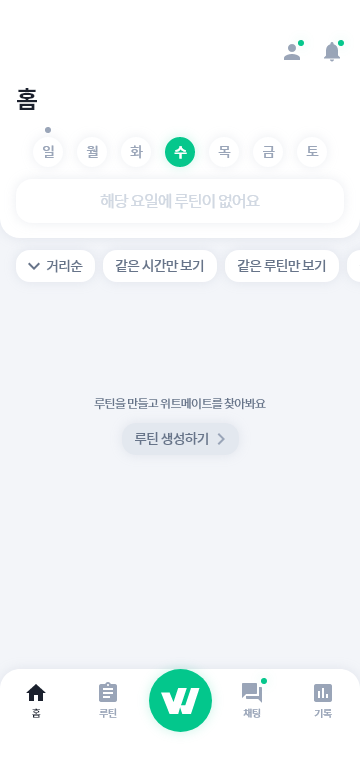 홈
일 월 화 수 목 금 토
해당 요일에 루틴이 없어요
거리순 같은 시간만 보기 같은 루틴만 보기
루틴을 만들고 위트메이트를 찾아봐요
루틴 생성하기
홈 루틴 W 채팅 기록